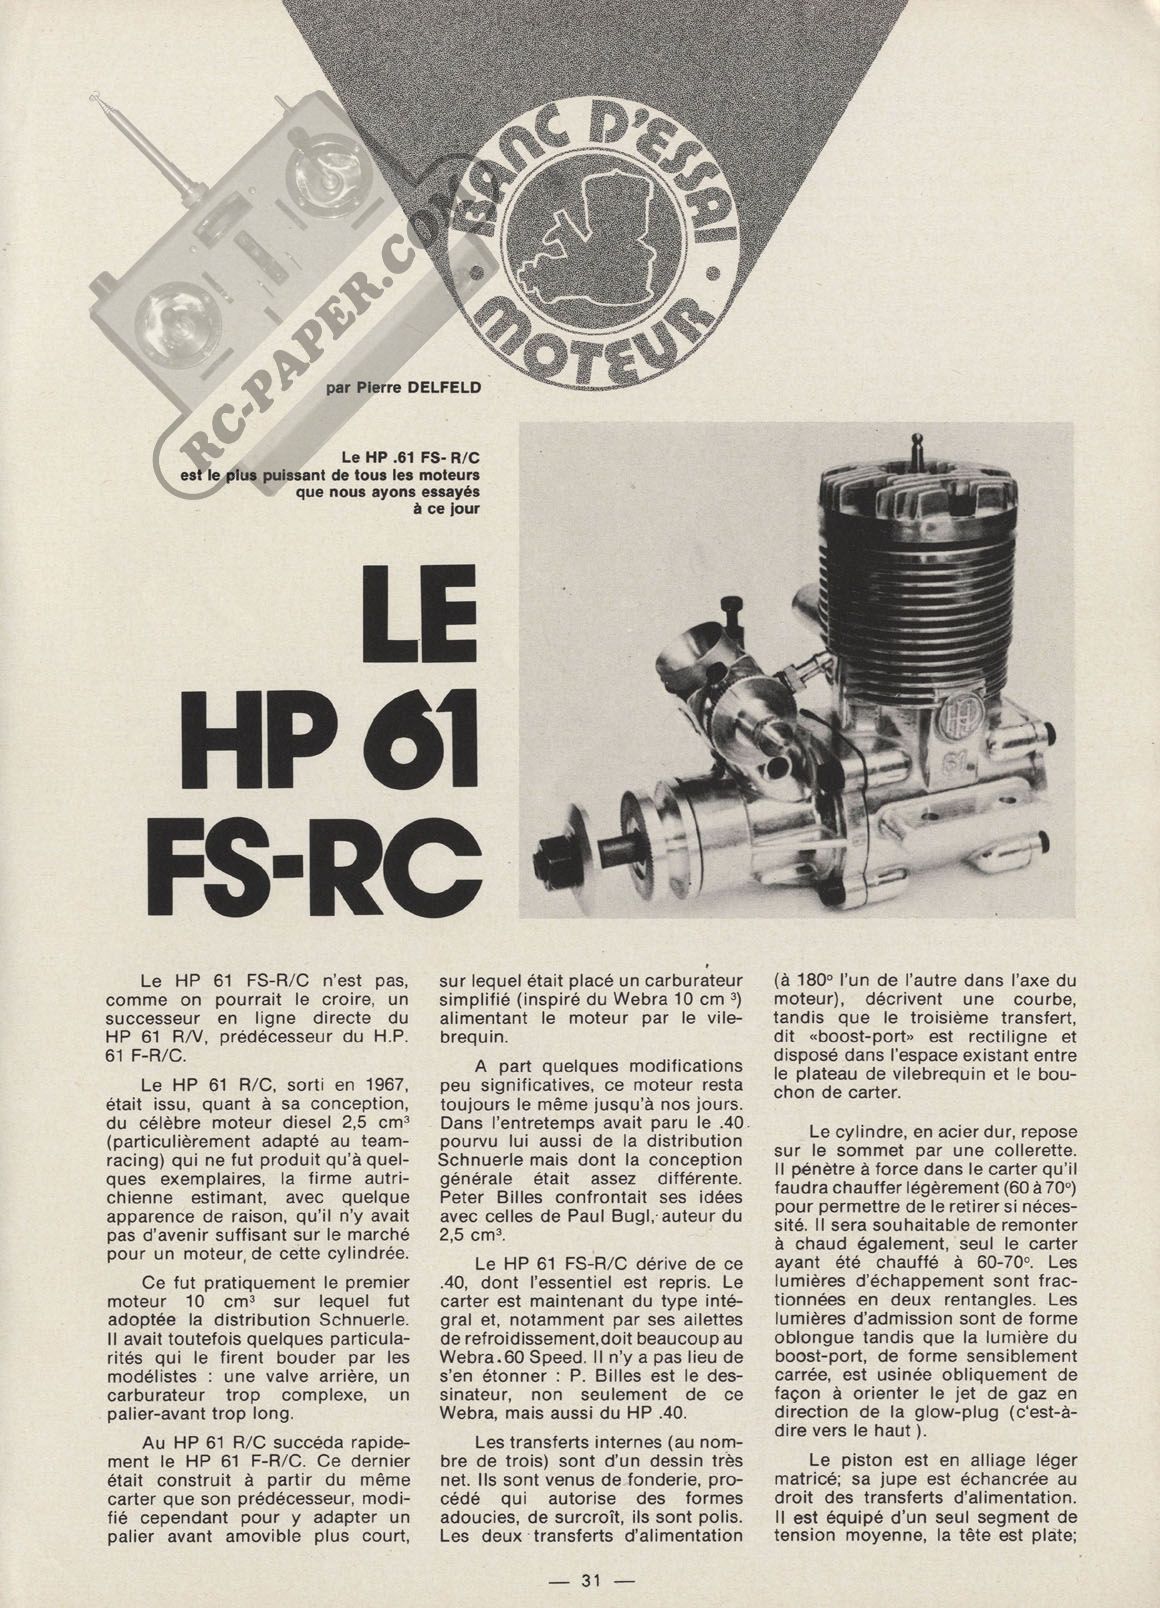 BANC D'ESSAI
MOTEUR
RC-PAPER.COM
par Pierre DELFELD
Le HP .61 FS- R/C
est le plus puissant de tous les moteurs
que nous ayons essayés
à ce jour
LE
HP 61
FS-RC
HP
61
Le HP 61 FS-R/C n'est pas,
comme on pourrait le croire, un
successeur en ligne directe du
HP 61 R/V, prédécesseur du H.P.
61 F-R/C.
Le HP 61 R/C, sorti en 1967,
était issu, quant à sa conception,
du célèbre moteur diesel 2,5 cm³
(particulièrement adapté au team-
racing) qui ne fut produit qu'à quel-
ques exemplaires, la firme autri-
chienne estimant, avec quelque
apparence de raison, qu'il n'y avait
pas d'avenir suffisant sur le marché
pour un moteur de cette cylindrée.
Ce fut pratiquement le premier
moteur 10 cm³ sur lequel fut
adoptée la distribution Schnuerle.
Il avait toutefois quelques particula-
rités qui le firent bouder par les
modélistes : une valve arrière, un
carburateur trop complexe, un
palier-avant trop long.
Au HP 61 R/C succéda rapide-
ment le HP 61 F-R/C. Ce dernier
était construit à partir du même
carter que son prédécesseur, modi-
fié cependant pour y adapter un
palier avant amovible plus court,
sur lequel était placé un carburateur
simplifié (inspiré du Webra 10 cm ³)
alimentant le moteur par le vile-
brequin.
A part quelques modifications
peu significatives, ce moteur resta
toujours le même jusqu'à nos jours.
Dans l'entretemps avait paru le .40
pourvu lui aussi de la distribution
Schnuerle mais dont la conception
générale était assez différente.
Peter Billes confrontait ses idées
avec celles de Paul Bugl, auteur du
2,5 cm³.
Le HP 61 FS-R/C dérive de ce
.40, dont l'essentiel est repris. Le
carter est maintenant du type inté-
gral et, notamment par ses ailettes
de refroidissement,doit beaucoup au
Webra.60 Speed. Il n'y a pas lieu de
s'en étonner : P. Billes est le des-
sinateur, non seulement de ce
Webra, mais aussi du HP .40.
Les transferts internes (au nom-
bre de trois) sont d'un dessin très
net. Ils sont venus de fonderie, pro-
cédé qui autorise des formes
adoucies, de surcroît, ils sont polis.
Les deux transferts d'alimentation
(à 180° l'un de l'autre dans l'axe du
moteur), décrivent une courbe,
tandis que le troisième transfert,
dit «boost-port» est rectiligne et
disposé dans l'espace existant entre
le plateau de vilebrequin et le bou-
chon de carter.
Le cylindre, en acier dur, repose
sur le sommet par une collerette.
Il pénètre à force dans le carter qu'il
faudra chauffer légèrement (60 à 70°)
pour permettre de le retirer si néces-
sité. Il sera souhaitable de remonter
à chaud également, seul le carter
ayant été chauffé à 60-70°. Les
lumières d'échappement sont frac-
tionnées en deux rentangles. Les
lumières d'admission sont de forme
oblongue tandis que la lumière du
boost-port, de forme sensiblement
carrée, est usinée obliquement de
façon à orienter le jet de gaz en
direction de la glow-plug (c'est-à-
dire vers le haut ).
Le piston est en alliage léger
matricé; sa jupe est échancrée au
droit des transferts d'alimentation.
Il est équipé d'un seul segment de
tension moyenne, la tête est plate;
— 31 —